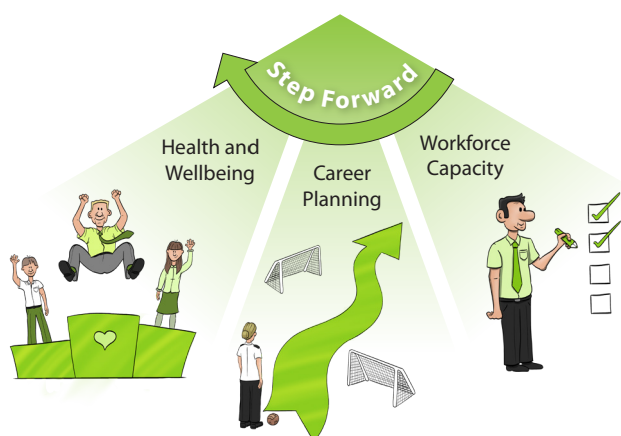 Step Forward
Health and
Wellbeing
Career
Planning
Workforce
Capacity